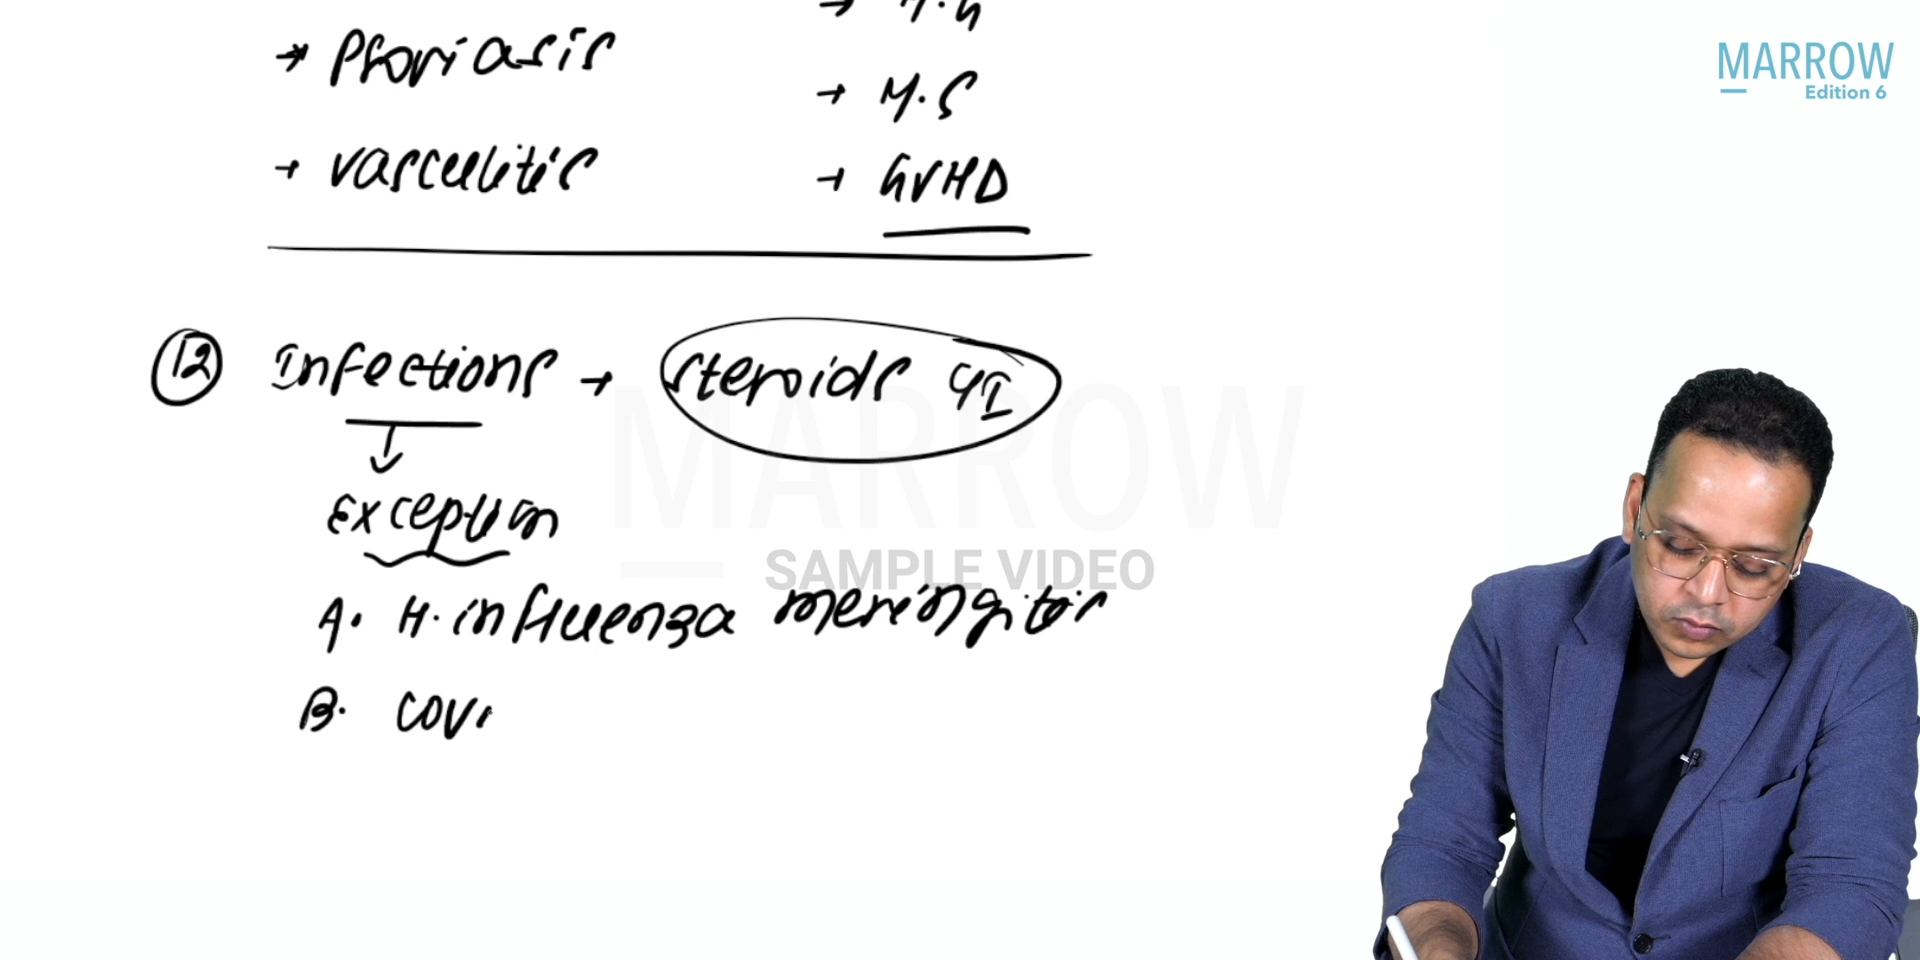 MARROW
Edition 6
→ Psoriasis
→ vasculitis
→ M.G
→ M.S
→ GVHD
12 Infections → steroids CI
Exception
A. H. influenza meningitis
B. COVI
MARROW
SAMPLE VIDEO